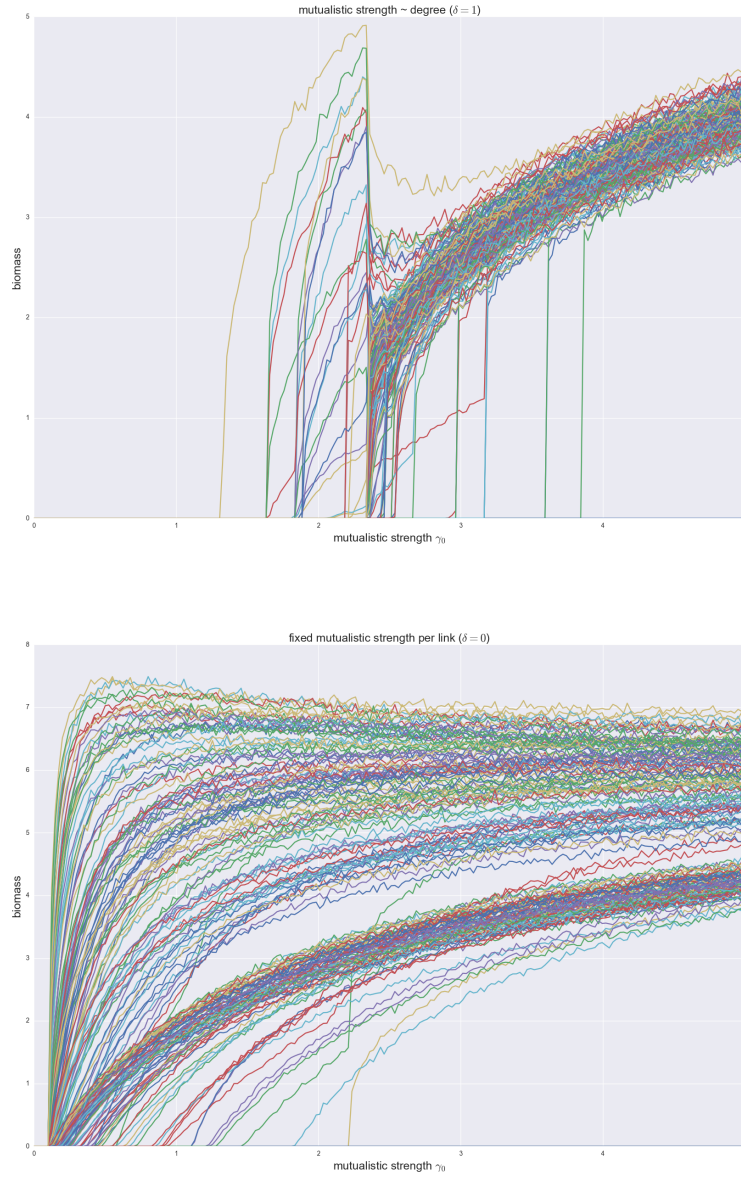 mutualistic strength ~ degree (δ = 1)
5
4
3
2
1
0
biomass
0 1 2 3 4
mutualistic strength γ₀
fixed mutualistic strength per link (δ = 0)
8
7
6
5
4
3
2
1
0
biomass
0 1 2 3 4
mutualistic strength γ₀